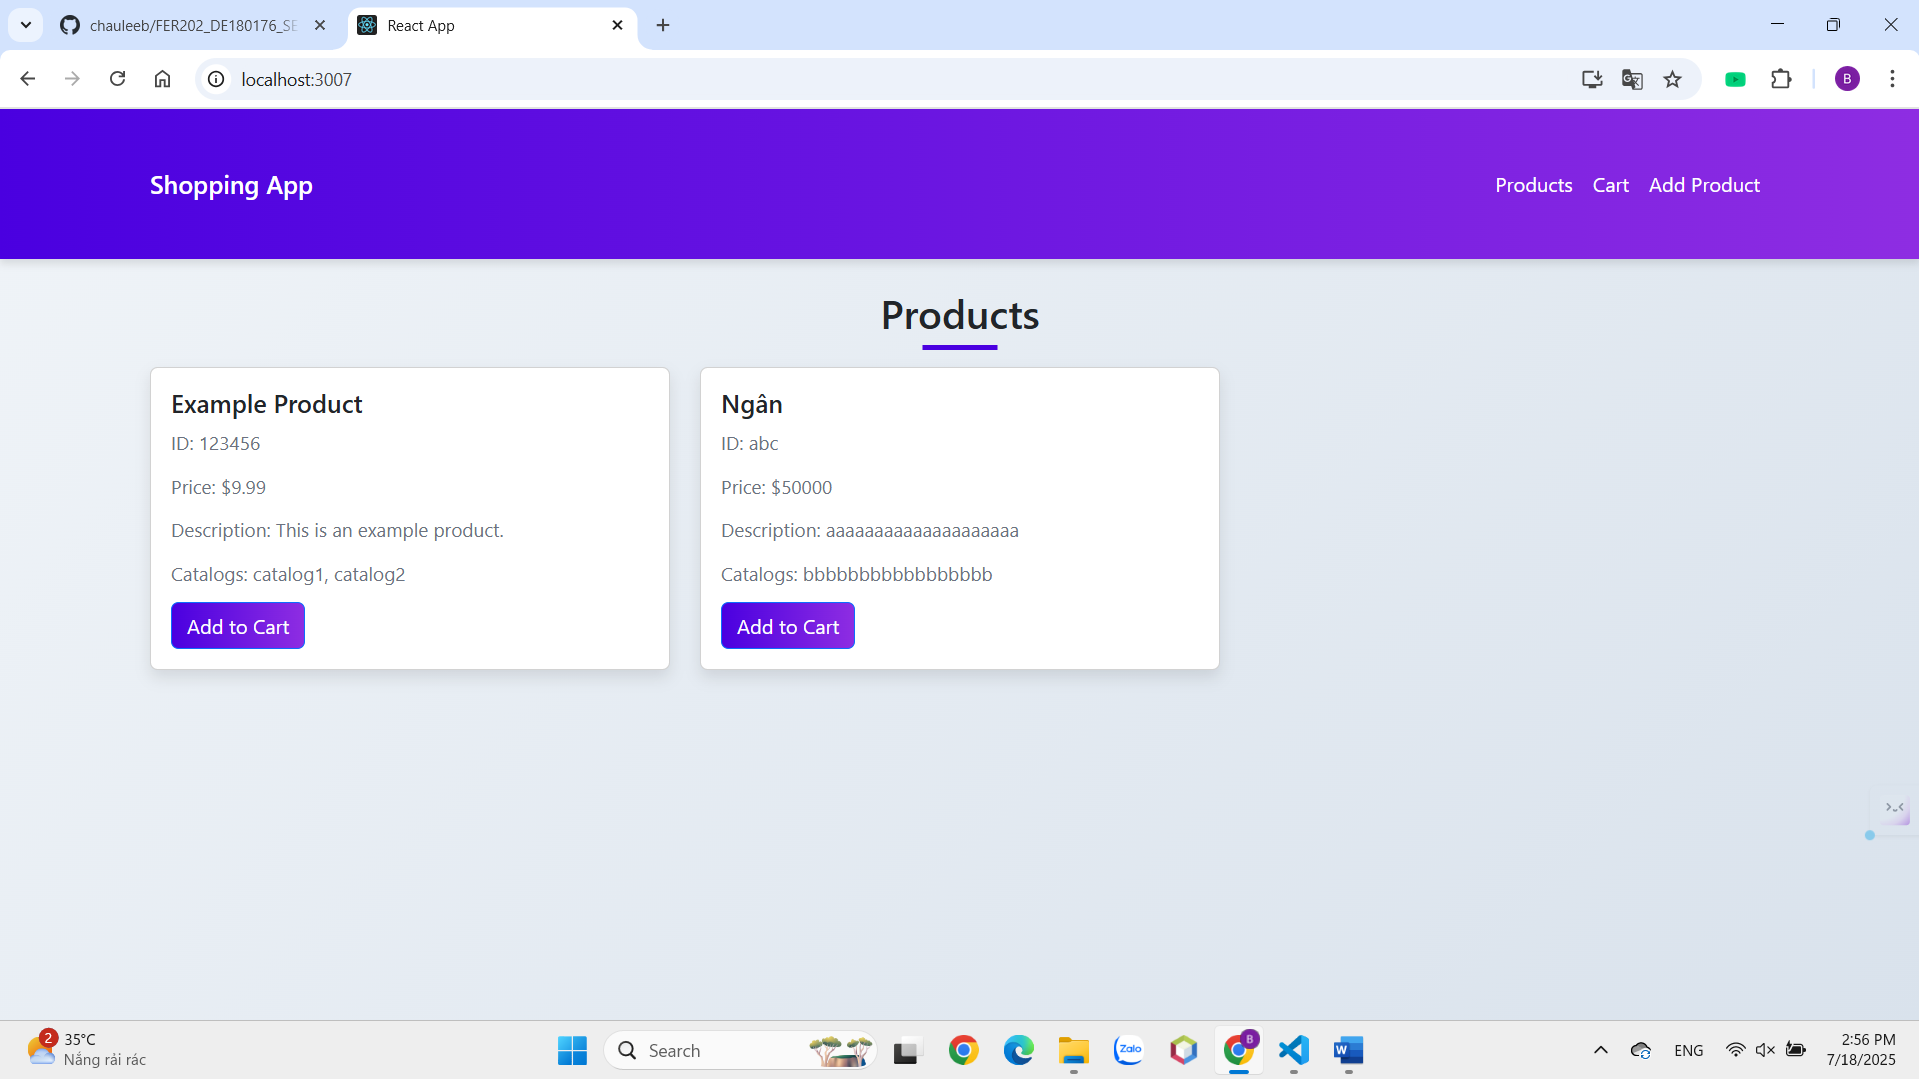 chauleeb/FER202_DE180176_SE
React App
localhost:3007
B
Shopping App
Products Cart Add Product
Products
Example Product
ID: 123456
Price: $9.99
Description: This is an example product.
Catalogs: catalog1, catalog2
Add to Cart
Ngân
ID: abc
Price: $50000
Description: aaaaaaaaaaaaaaaaaaaa
Catalogs: bbbbbbbbbbbbbbbbb
Add to Cart
2
35°C
Nắng rải rác
Search
Zalo
B
W
ENG
2:56 PM
7/18/2025